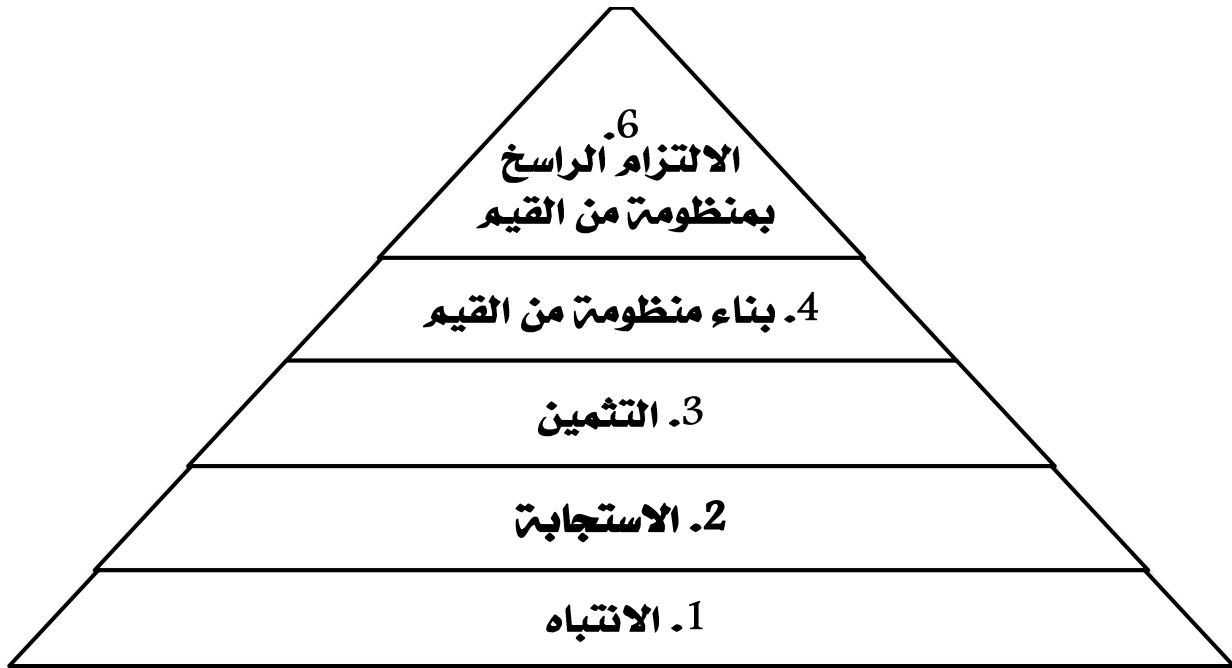 6.
الالتزام الراسخ
بمنظومة من القيم
4. بناء منظومة من القيم
3. التثمين
2. الاستجابة
1. الانتباه